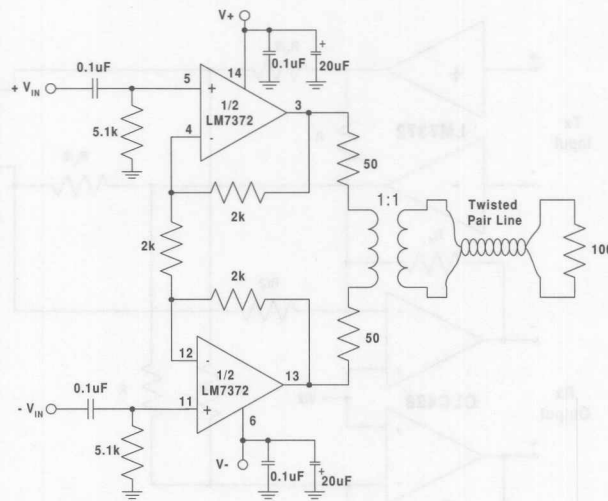 V+
0.1uF
+
20uF
0.1uF
+ VIN
5
+
14
1/2
LM7372
3
4
-
5.1k
50
2k
1:1
Twisted
Pair Line
2k
100
2k
50
12
-
1/2
LM7372
13
0.1uF
- VIN
11
+
6
5.1k
V-
0.1uF
+
20uF